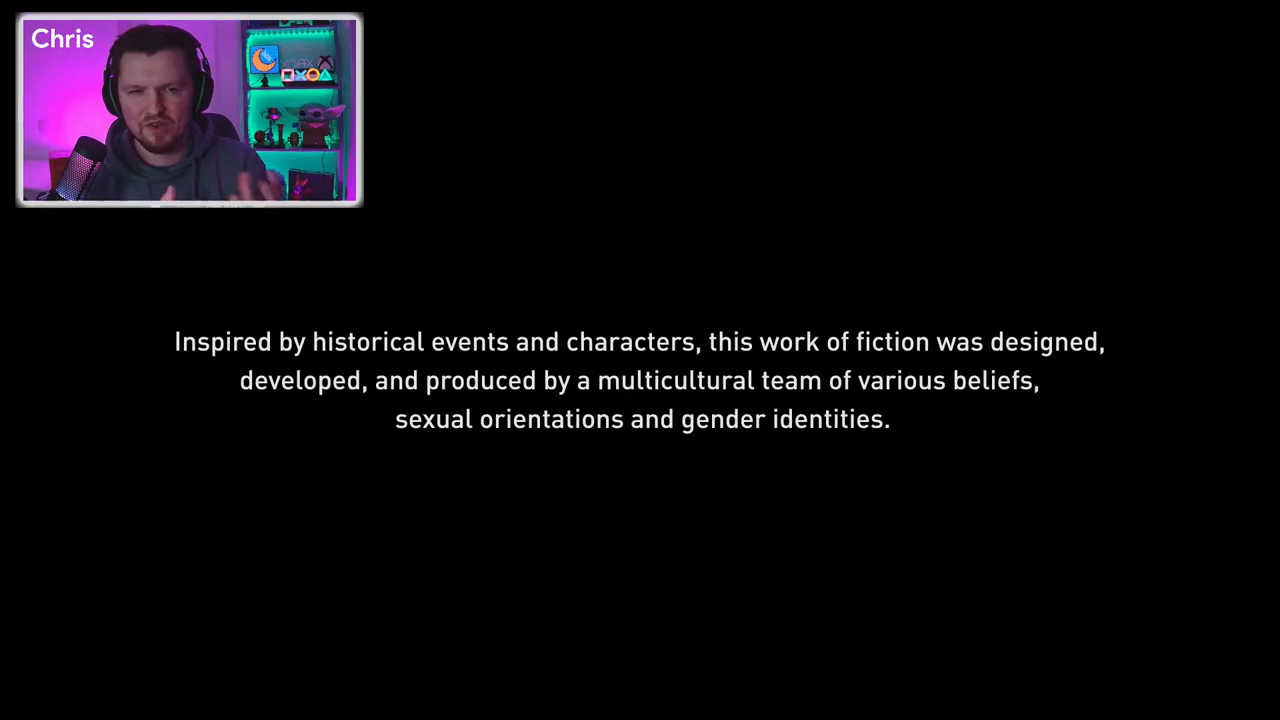 Chris
Inspired by historical events and characters, this work of fiction was designed,
developed, and produced by a multicultural team of various beliefs,
sexual orientations and gender identities.